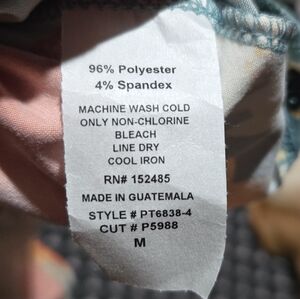 96% Polyester
4% Spandex
MACHINE WASH COLD
ONLY NON-CHLORINE
BLEACH
LINE DRY
COOL IRON
RN# 152485
MADE IN GUATEMALA
STYLE # PT6838-4
CUT # P5988
M